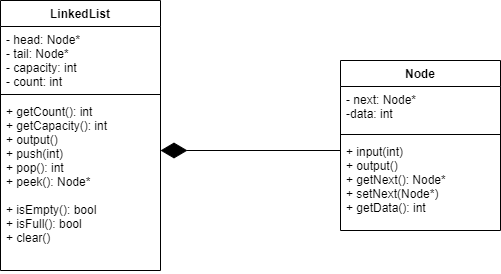 LinkedList
- head: Node*
- tail: Node*
- capacity: int
- count: int
+ getCount(): int
+ getCapacity(): int
+ output()
+ push(int)
+ pop(): int
+ peek(): Node*
+ isEmpty(): bool
+ isFull(): bool
+ clear()
Node
- next: Node*
-data: int
+ input(int)
+ output()
+ getNext(): Node*
+ setNext(Node*)
+ getData(): int